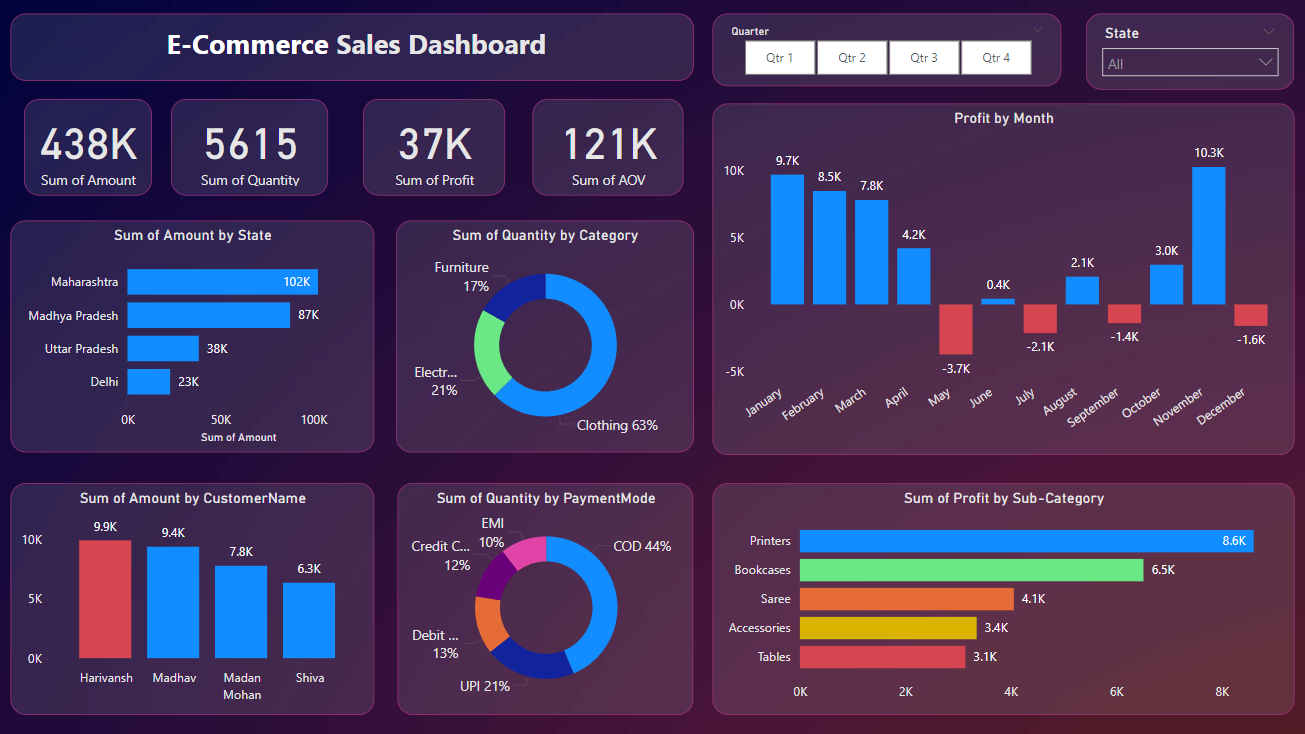 E-Commerce Sales Dashboard
Quarter
Qtr 1 Qtr 2 Qtr 3 Qtr 4
State
All
438K
Sum of Amount
5615
Sum of Quantity
37K
Sum of Profit
121K
Sum of AOV
Profit by Month
10K
5K
0K
-5K
9.7K
8.5K
7.8K
4.2K
-3.7K
0.4K
-2.1K
2.1K
-1.4K
3.0K
10.3K
-1.6K
January
February
March
April
May
June
July
August
September
October
November
December
Sum of Amount by State
Maharashtra 102K
Madhya Pradesh 87K
Uttar Pradesh 38K
Delhi 23K
0K 50K 100K
Sum of Amount
Sum of Quantity by Category
Furniture
17%
Electr...
21%
Clothing 63%
Sum of Amount by CustomerName
10K
5K
0K
9.9K
9.4K
7.8K
6.3K
Harivansh
Madhav
Madan
Mohan
Shiva
Sum of Quantity by PaymentMode
EMI
10%
Credit C...
12%
Debit ...
13%
UPI 21%
COD 44%
Sum of Profit by Sub-Category
Printers 8.6K
Bookcases 6.5K
Saree 4.1K
Accessories 3.4K
Tables 3.1K
0K 2K 4K 6K 8K